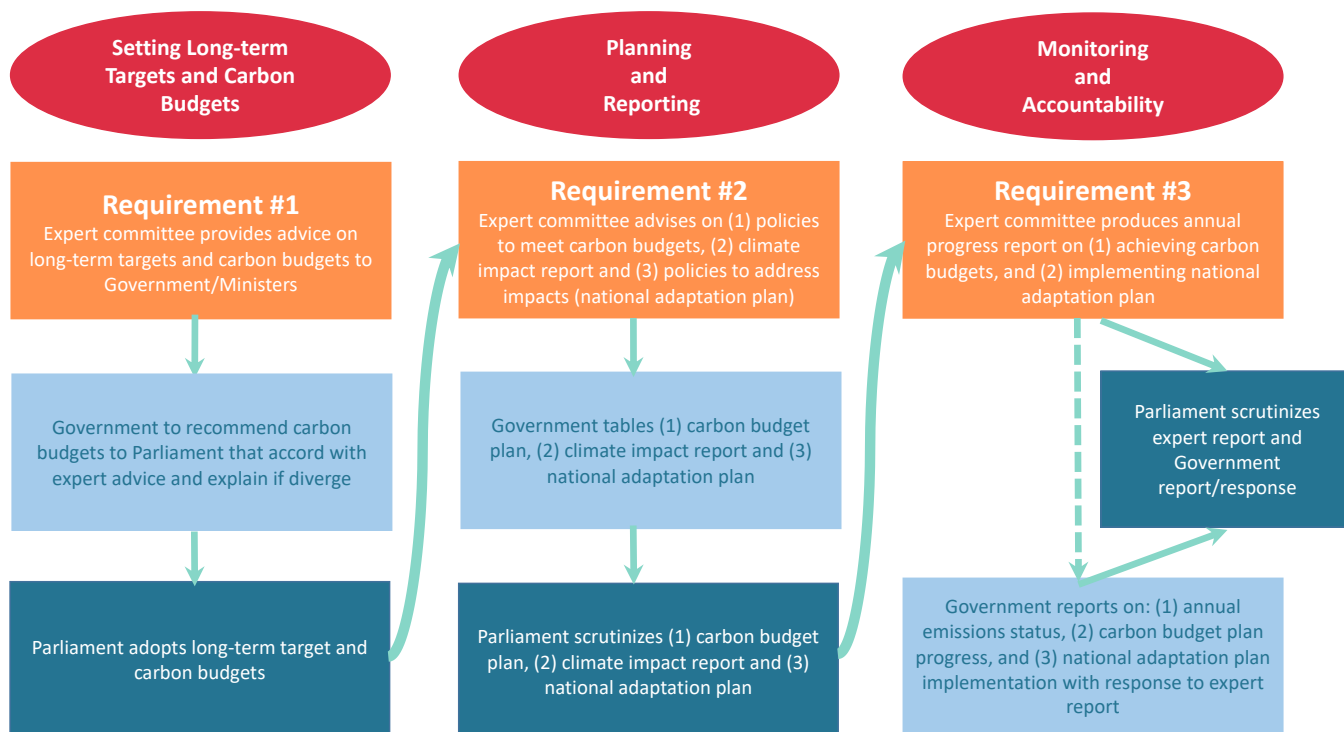 Setting Long-term
Targets and Carbon
Budgets
Planning
and
Reporting
Monitoring
and
Accountability
Requirement #1
Expert committee provides advice on
long-term targets and carbon budgets to
Government/Ministers
Government to recommend carbon
budgets to Parliament that accord with
expert advice and explain if diverge
Parliament adopts long-term target and
carbon budgets
Requirement #2
Expert committee advises on (1) policies
to meet carbon budgets, (2) climate
impact report and (3) policies to address
impacts (national adaptation plan)
Government tables (1) carbon budget
plan, (2) climate impact report and (3)
national adaptation plan
Parliament scrutinizes (1) carbon budget
plan, (2) climate impact report and (3)
national adaptation plan
Requirement #3
Expert committee produces annual
progress report on (1) achieving carbon
budgets, and (2) implementing national
adaptation plan
Parliament scrutinizes
expert report and
Government
report/response
Government reports on: (1) annual
emissions status, (2) carbon budget plan
progress, and (3) national adaptation plan
implementation with response to expert
report